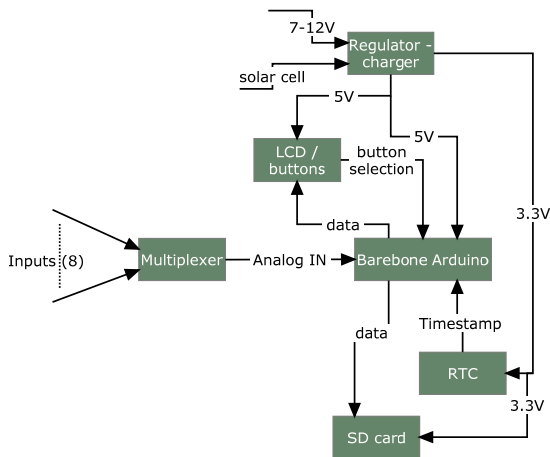 7-12V
Regulator -
charger
solar cell
5V
LCD /
buttons
button
selection
5V
3.3V
data
Inputs (8)
Multiplexer
Analog IN
Barebone Arduino
Timestamp
data
RTC
3.3V
SD card